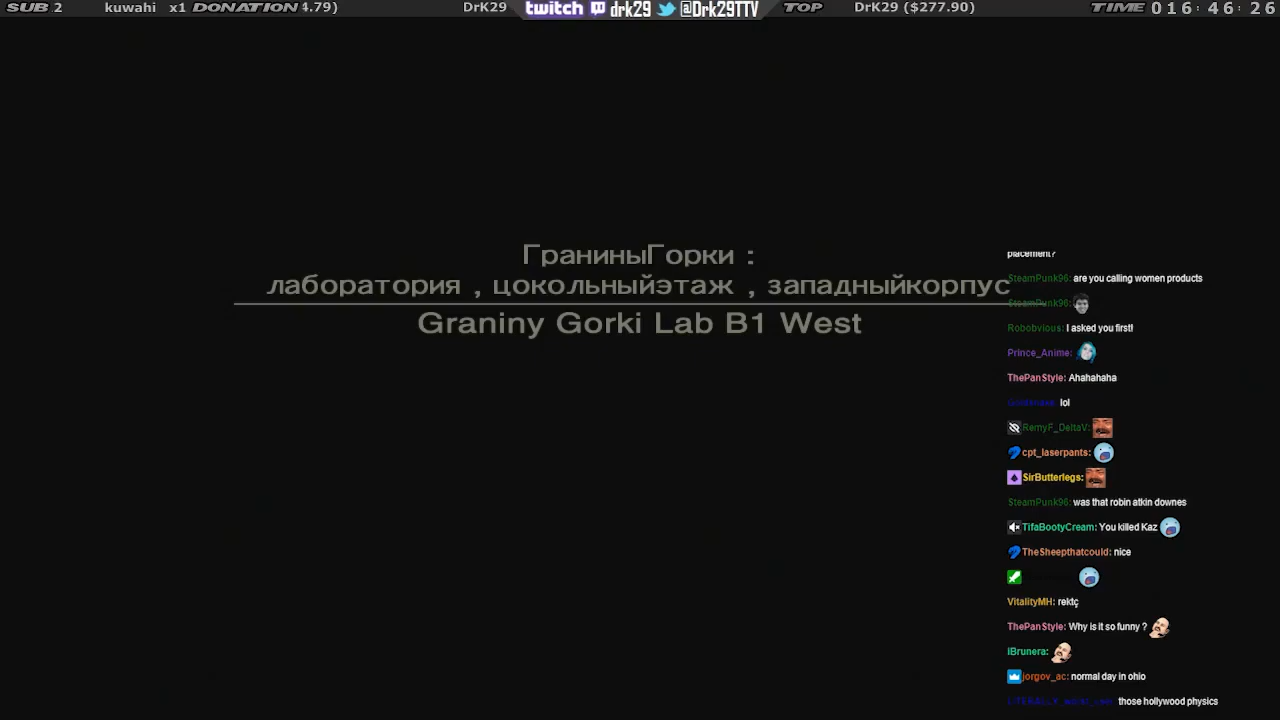 SUB 2 kuwahi x1 DONATION 4.79) DrK29 twitch drk29 @Drk29TTV TOP DrK29 ($277.90) TIME 016:46:26
ГраниныГорки :
лаборатория , цокольныйэтаж , западныйкорпус
Graniny Gorki Lab B1 West
placement?
SteamPunk96: are you calling women products
SteamPunk96:
Robobvious: I asked you first!
Prince_Anime:
ThePanStyle: Ahahahaha
lol
RemyF_DeltaV:
cpt_laserpants:
SirButterlegs:
SteamPunk96: was that robin atkin downes
TifaBootyCream: You killed Kaz
TheSheepthatcould: nice
VitalityMH: rektç
ThePanStyle: Why is it so funny ?
IBrunera:
jorgov_ac: normal day in ohio
those hollywood physics